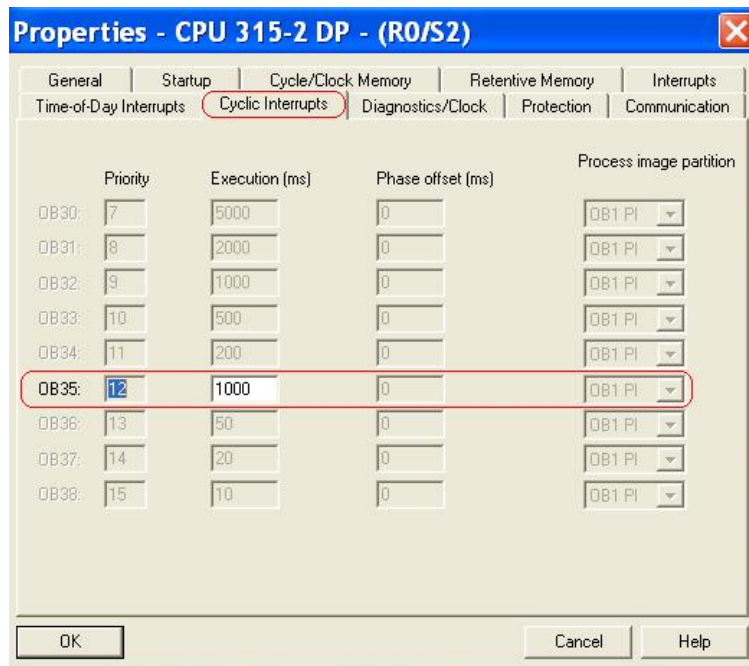 Properties - CPU 315-2 DP - (R0/S2)
General Startup Cycle/Clock Memory Retentive Memory Interrupts
Time-of-Day Interrupts Cyclic Interrupts Diagnostics/Clock Protection Communication
Priority Execution (ms) Phase offset (ms) Process image partition
OB30: 7 5000 0 OB1 PI
OB31: 8 2000 0 OB1 PI
OB32: 9 1000 0 OB1 PI
OB33: 10 500 0 OB1 PI
OB34: 11 200 0 OB1 PI
OB35: 12 1000 0 OB1 PI
OB36: 13 50 0 OB1 PI
OB37: 14 20 0 OB1 PI
OB38: 15 10 0 OB1 PI
OK Cancel Help